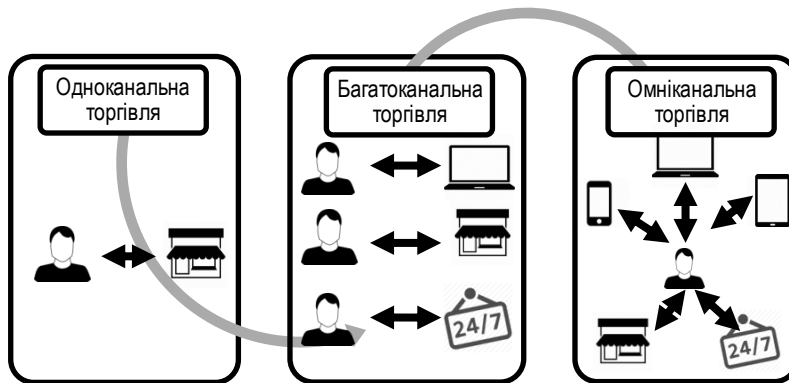 Одноканальна
торгівля
Багатоканальна
торгівля
Омніканальна
торгівля
24/7
24/7